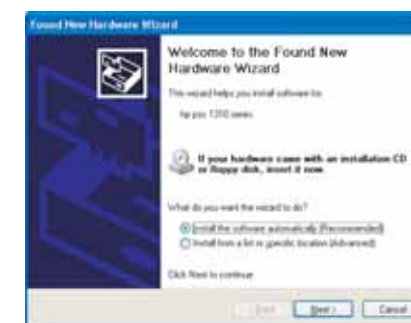 Found New Hardware Wizard
Welcome to the Found New
Hardware Wizard
This wizard helps you install software for:
hp psc 1310 series
If your hardware came with an installation CD
or floppy disk, insert it now.
What do you want the wizard to do?
Install the software automatically (Recommended)
Install from a list or specific location (Advanced)
Click Next to continue.
< Back
Next >
Cancel